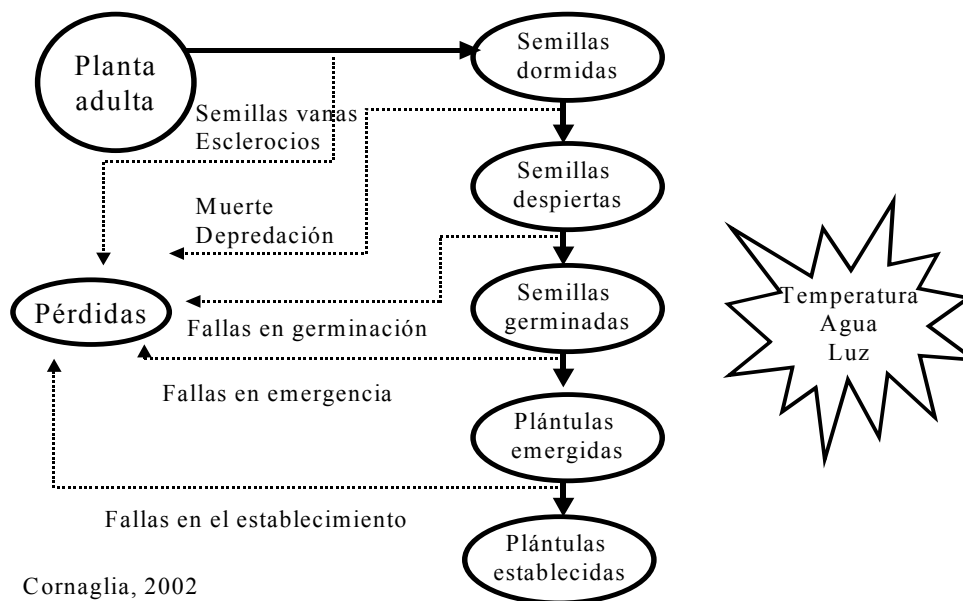 Planta
adulta
Semillas
dormidas
Semillas vanas
Esclerocios
Semillas
despiertas
Muerte
Depredación
Pérdidas
Semillas
germinadas
Fallas en germinación
Temperatura
Agua
Luz
Fallas en emergencia
Plántulas
emergidas
Fallas en el establecimiento
Plántulas
establecidas
Cornaglia, 2002